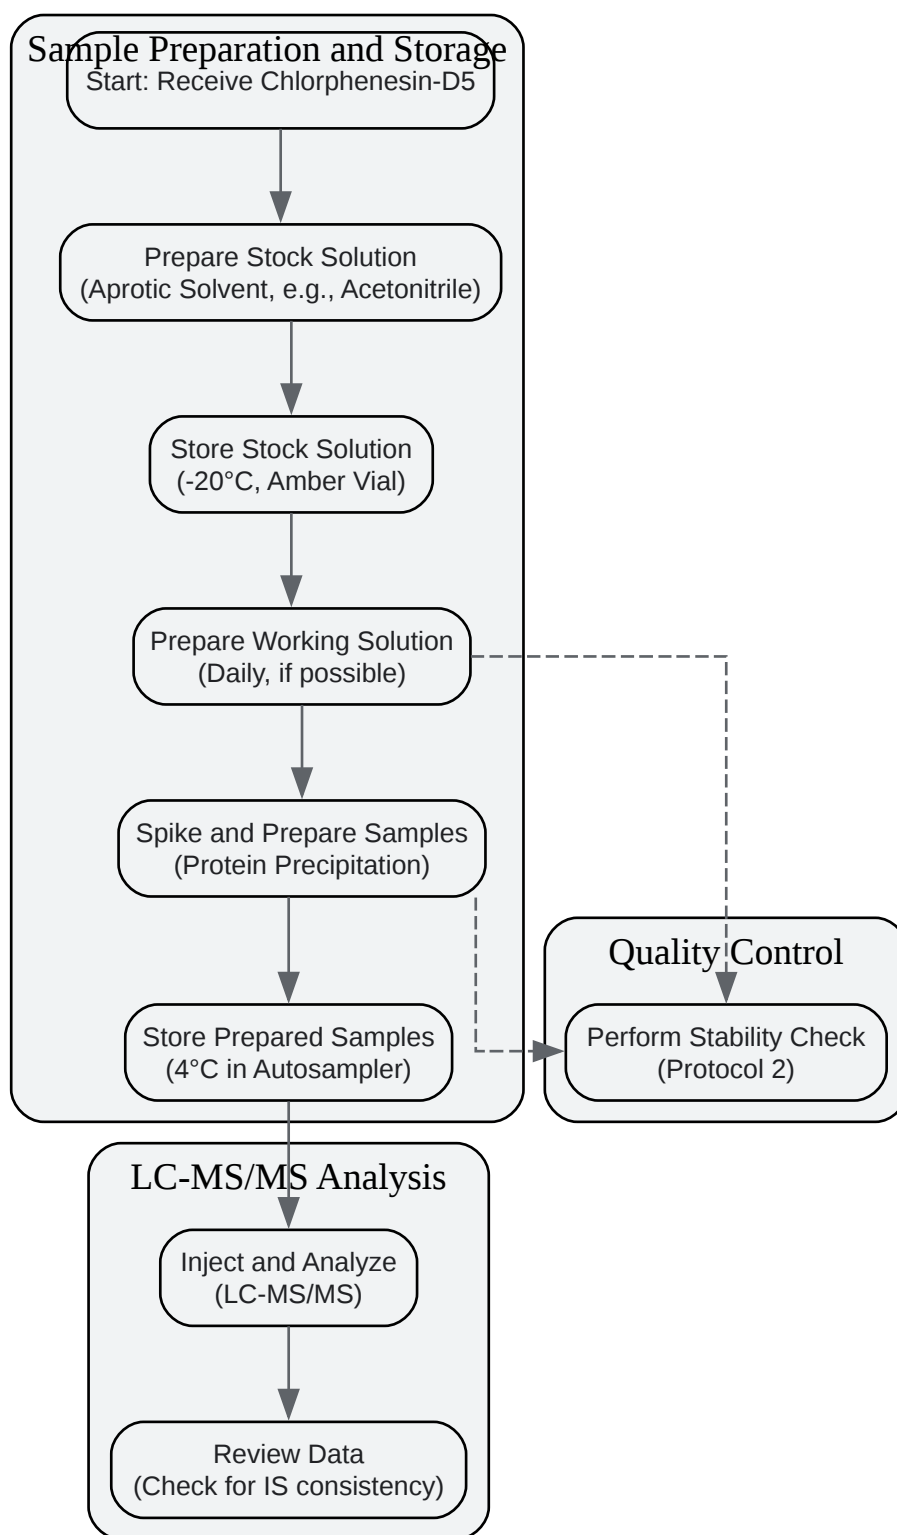 Sample Preparation and Storage
Start: Receive Chlorphenesin-D5
Prepare Stock Solution
(Aprotic Solvent, e.g., Acetonitrile)
Store Stock Solution
(-20°C, Amber Vial)
Prepare Working Solution
(Daily, if possible)
Spike and Prepare Samples
(Protein Precipitation)
Quality Control
Store Prepared Samples
(4°C in Autosampler)
Perform Stability Check
(Protocol 2)
LC-MS/MS Analysis
Inject and Analyze
(LC-MS/MS)
Review Data
(Check for IS consistency)